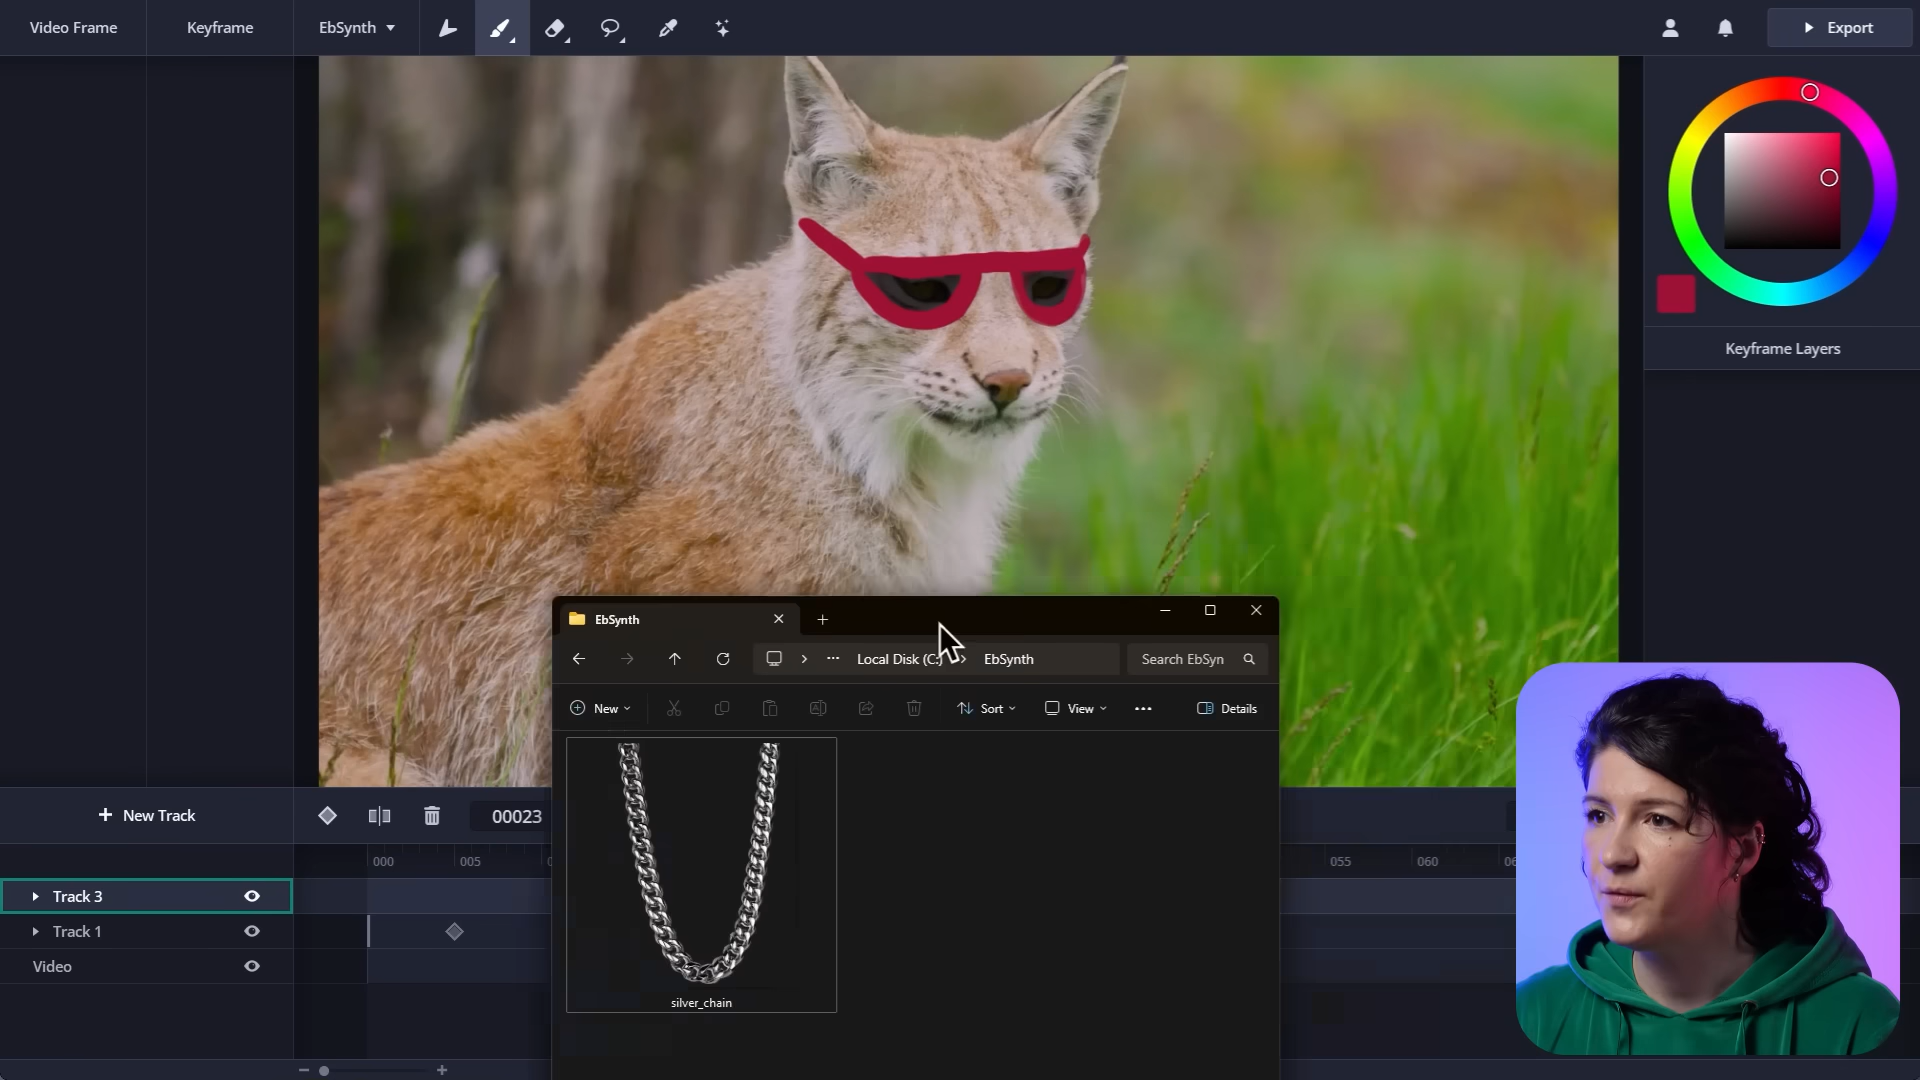 Video Frame
Keyframe
EbSynth
Export
Keyframe Layers
EbSynth
Local Disk (C:)
EbSynth
Search EbSyn
New
Sort
View
Details
silver_chain
New Track
00023
000
005
055
060
Track 3
Track 1
Video